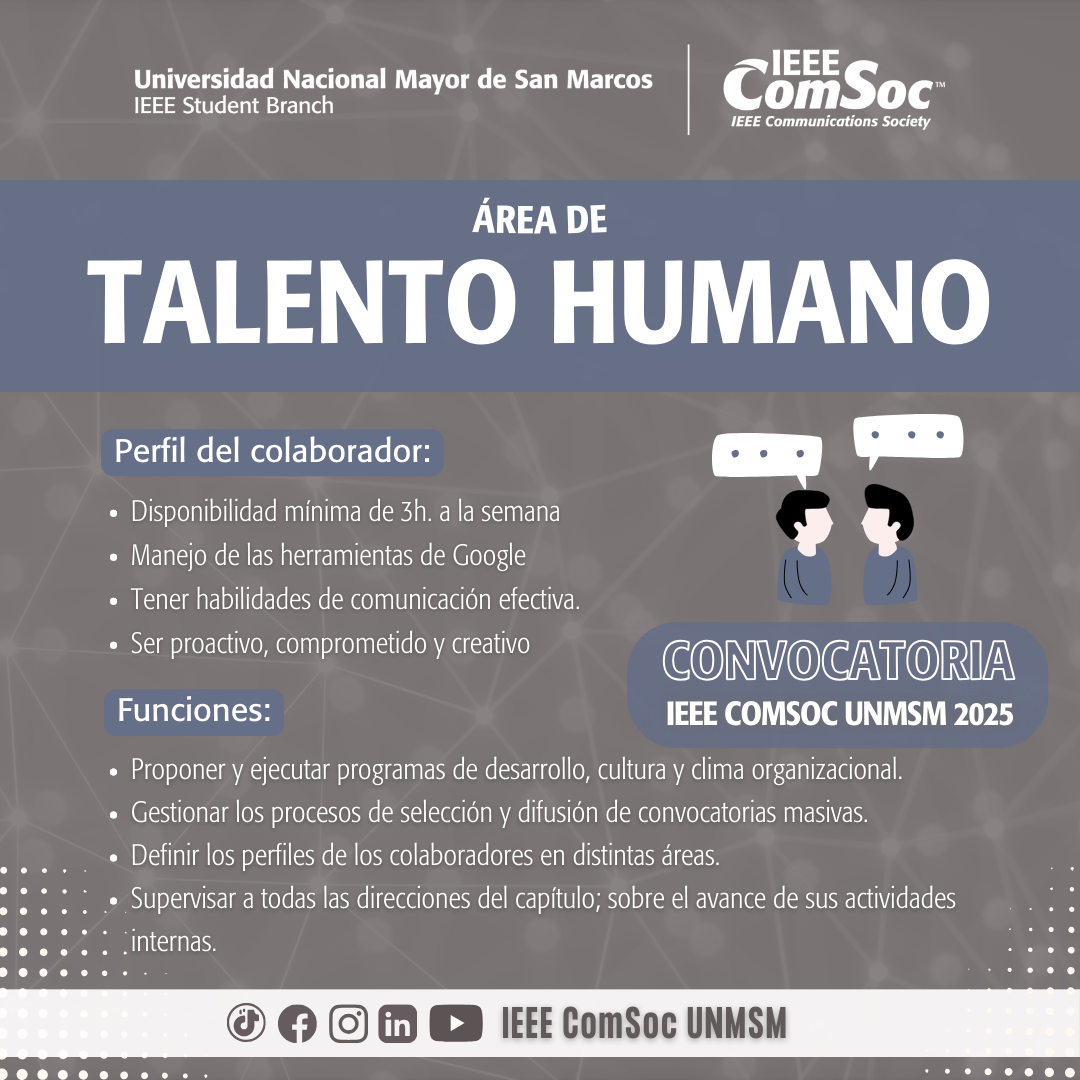 Universidad Nacional Mayor de San Marcos
IEEE Student Branch
IEEE
ComSoc™
IEEE Communications Society
ÁREA DE
TALENTO HUMANO
Perfil del colaborador:
• Disponibilidad mínima de 3h. a la semana
• Manejo de las herramientas de Google
• Tener habilidades de comunicación efectiva.
• Ser proactivo, comprometido y creativo
CONVOCATORIA
IEEE COMSOC UNMSM 2025
Funciones:
• Proponer y ejecutar programas de desarrollo, cultura y clima organizacional.
• Gestionar los procesos de selección y difusión de convocatorias masivas.
• Definir los perfiles de los colaboradores en distintas áreas.
• Supervisar a todas las direcciones del capítulo; sobre el avance de sus actividades
internas.
IEEE ComSoc UNMSM